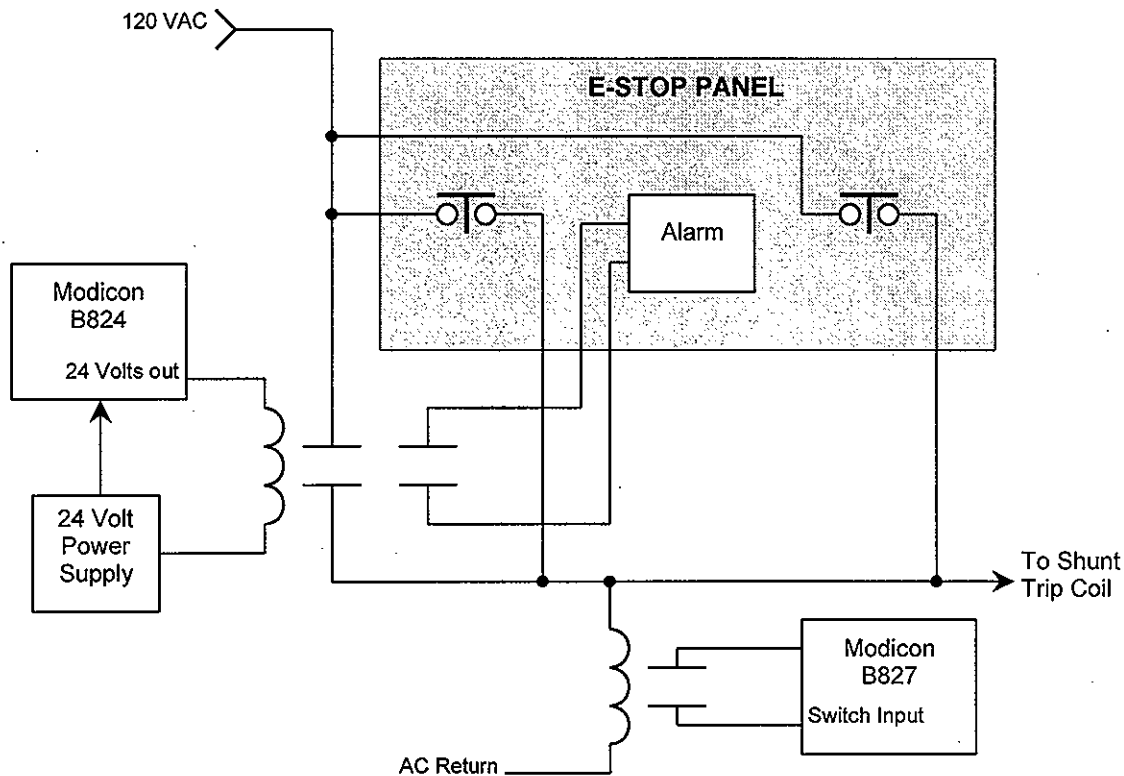 120 VAC
E-STOP PANEL
Alarm
Modicon
B824
24 Volts out
24 Volt
Power
Supply
To Shunt
Trip Coil
Modicon
B827
Switch Input
AC Return